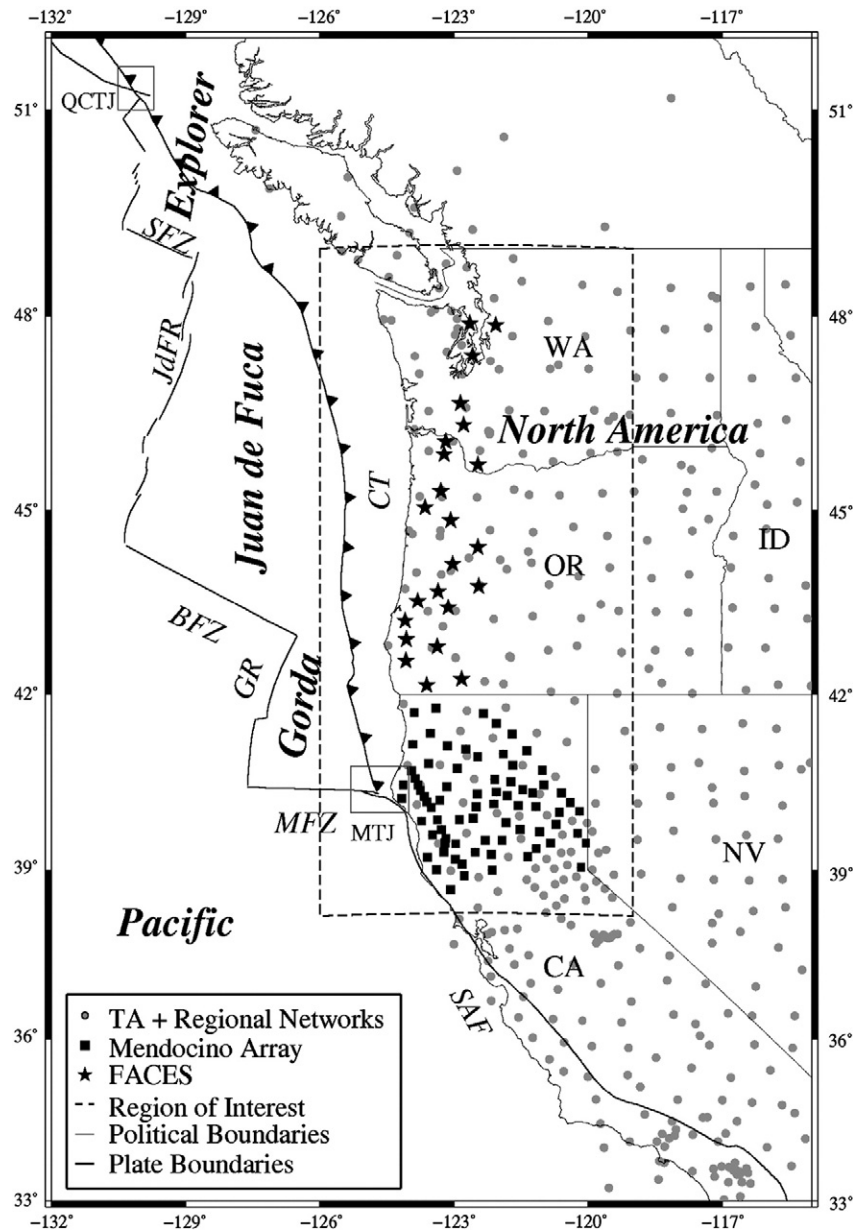 −132° −129° −126° −123° −120° −117°
51°
QCTJ
Explorer
SFZ
48°
JdFR
Juan de Fuca
WA
North America
CT
45°
ID
OR
BFZ
GR
Gorda
42°
MFZ
MTJ
39°
NV
Pacific
CA
SAF
36°
TA + Regional Networks
Mendocino Array
FACES
Region of Interest
Political Boundaries
Plate Boundaries
33°
51°
48°
45°
42°
39°
36°
33°
−132° −129° −126° −123° −120° −117°